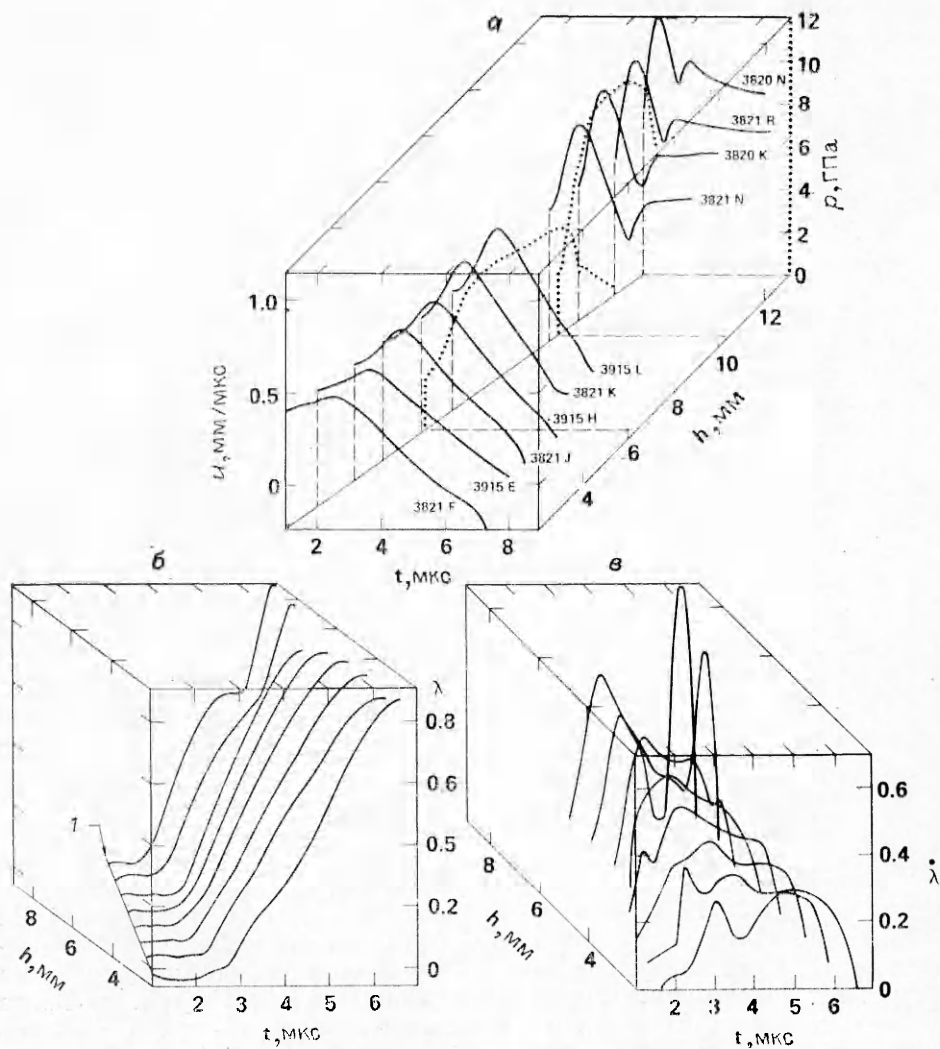 а
12
10
8
6
4
2
0
p, ГПа
3820 N
3821 R
3820 K
3821 N
12
10
8
6
4
h, мм
1.0
0.5
0
u, мм/мкс
3915 L
3821 K
3915 H
3821 J
3915 E
3821 F
2 4 6 8
t, мкс
б
λ
0.8
0.6
0.2
0
1
8
6
4
h, мм
2 3 4 5 6
t, мкс
в
0.6
0.4
0.2
0
λ̇
8
6
4
h, мм
2 3 4 5 6
t, мкс